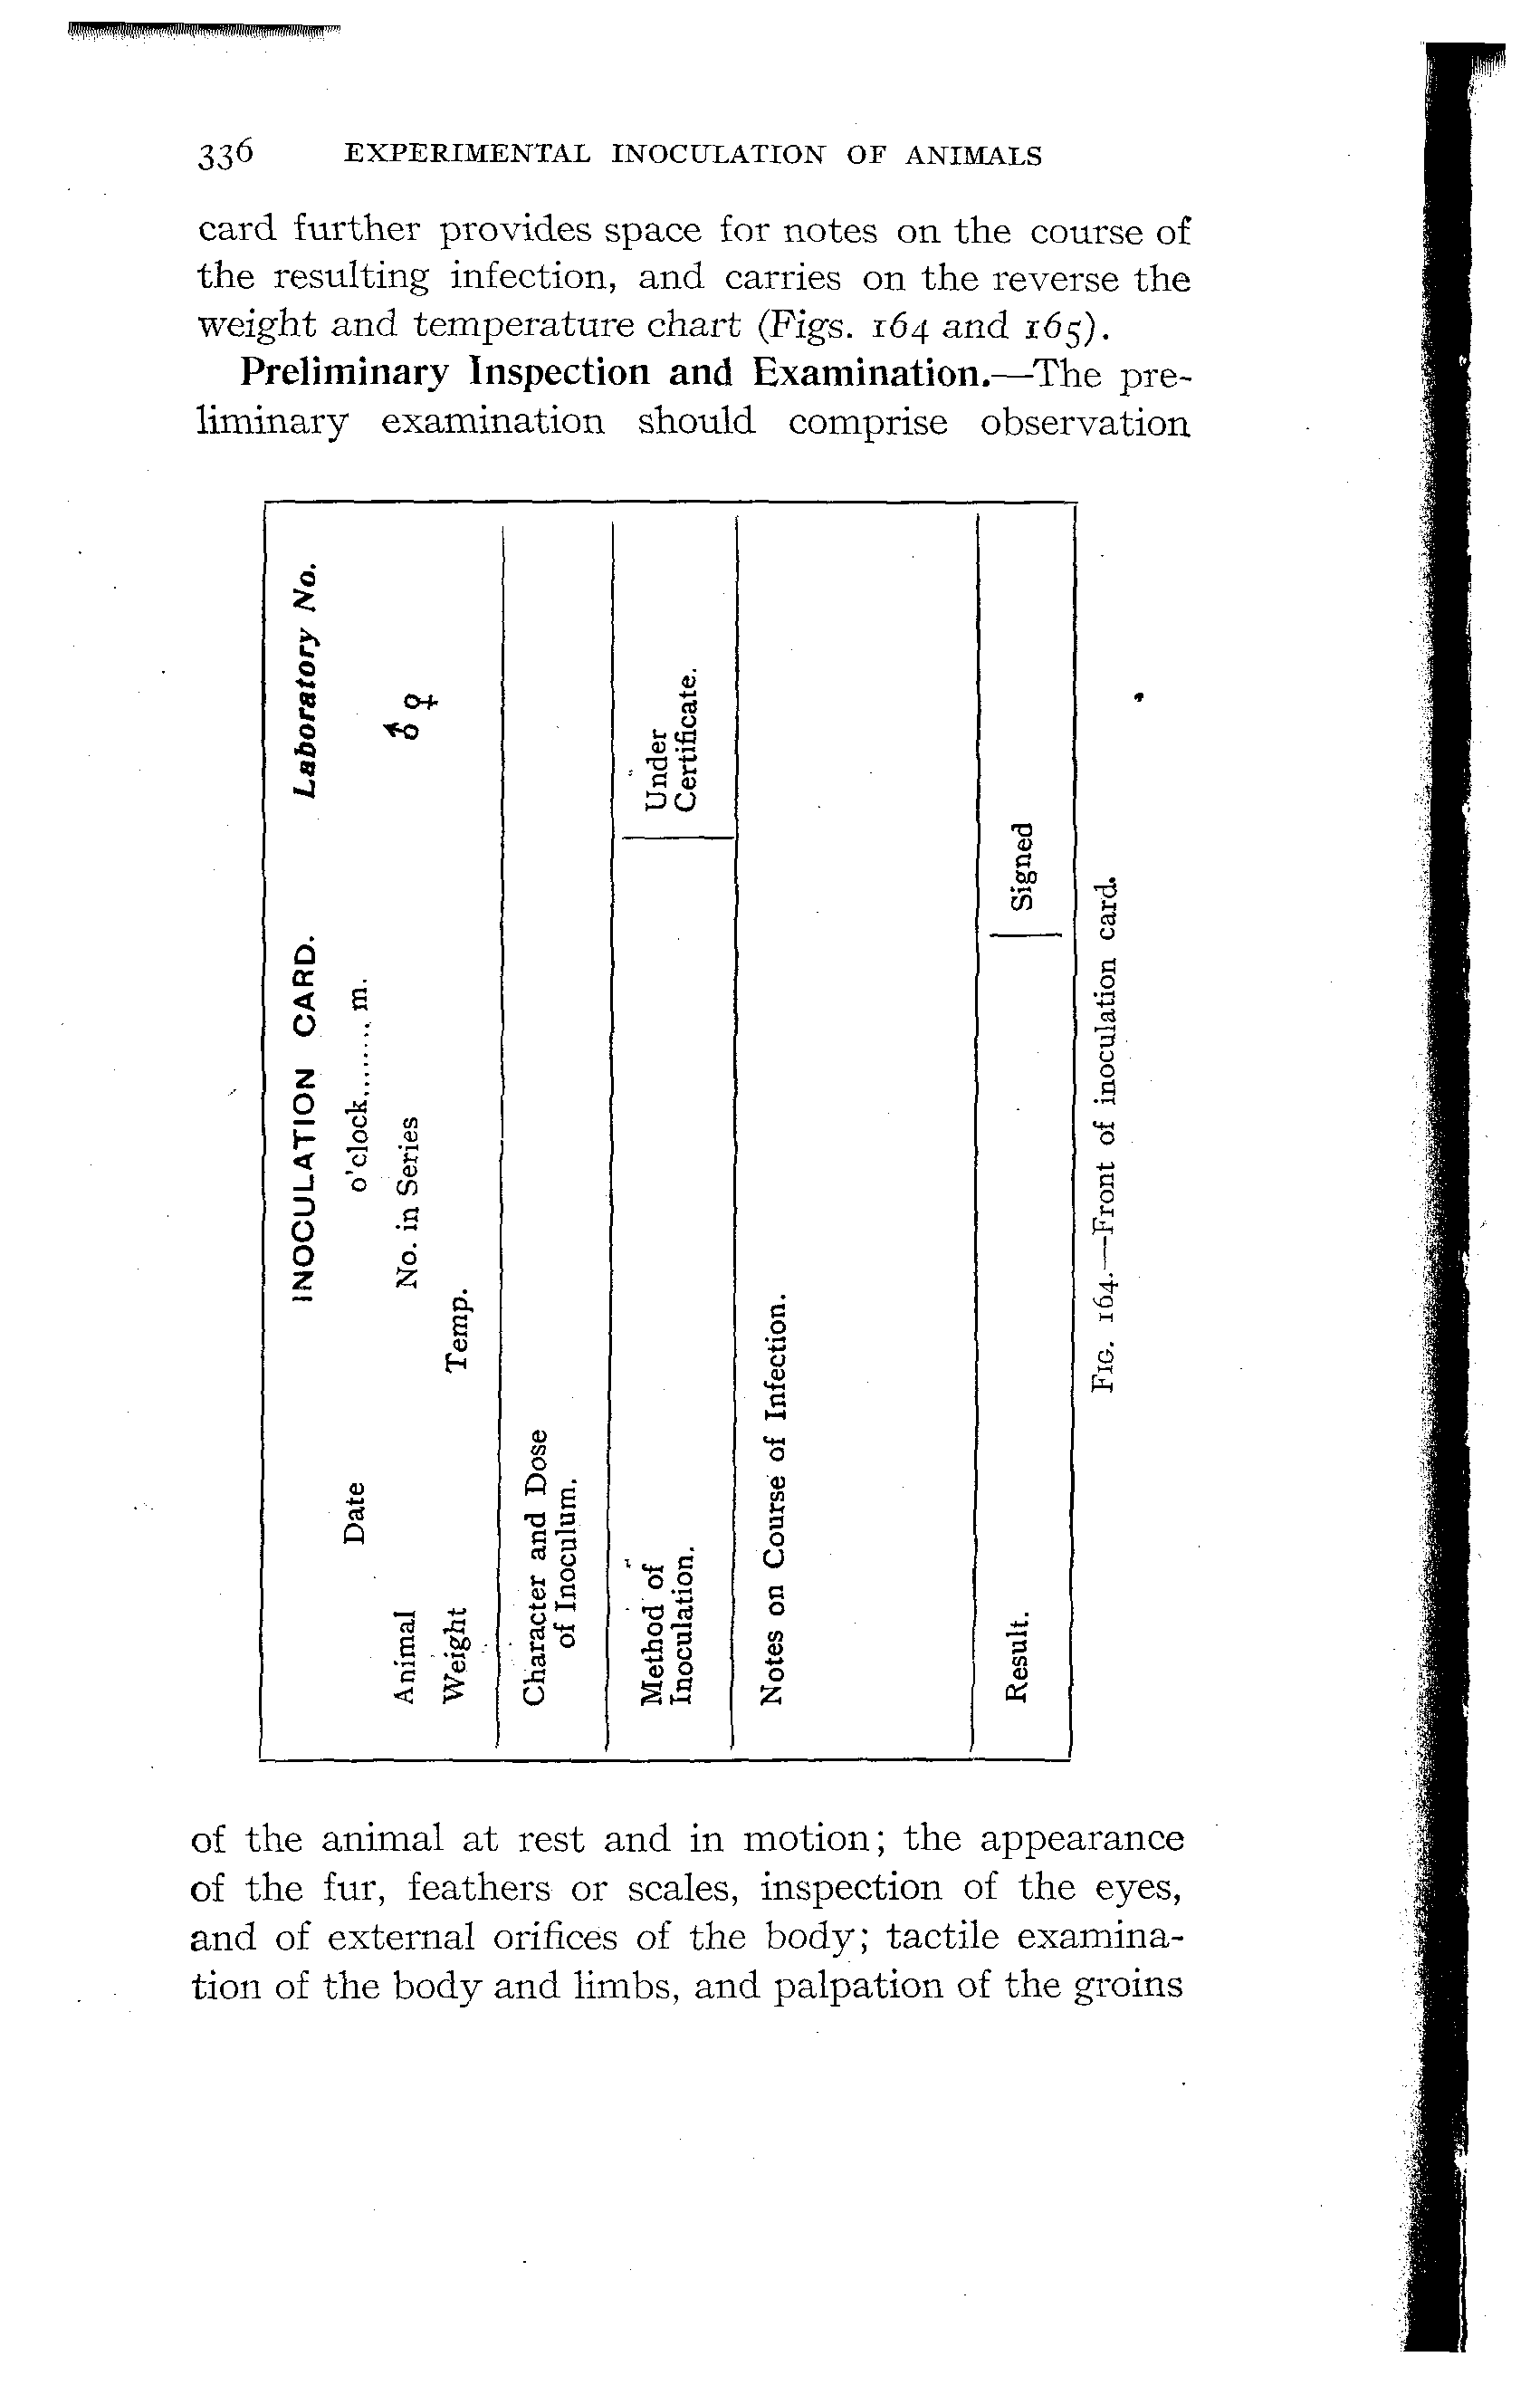 336 EXPERIMENTAL INOCULATION OF ANIMALS
card further provides space for notes on the course of
the resulting infection, and carries on the reverse the
weight and temperature chart (Figs. 164 and 165).
Preliminary Inspection and Examination.—The pre-
liminary examination should comprise observation
INOCULATION CARD. Laboratory No.
Date o'clock........ m.
Animal No. in Series ♂ ♀
Weight Temp.
Character and Dose
of Inoculum.
Method of
Inoculation.
Under
Certificate.
Notes on Course of Infection.
Result. Signed
FIG. 164.—Front of inoculation card.
of the animal at rest and in motion; the appearance
of the fur, feathers or scales, inspection of the eyes,
and of external orifices of the body; tactile examina-
tion of the body and limbs, and palpation of the groins